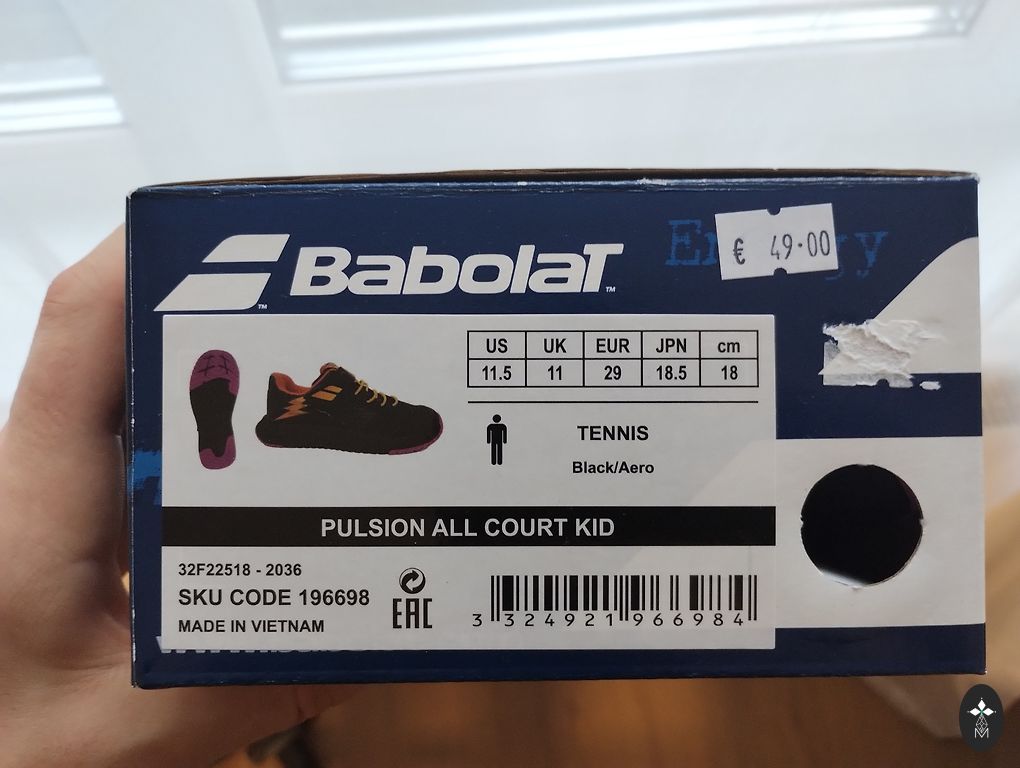 Babolat™
€ 49.00
US UK EUR JPN cm
11.5 11 29 18.5 18
TENNIS
Black/Aero
PULSION ALL COURT KID
32F22518 - 2036
SKU CODE 196698
MADE IN VIETNAM
EAC
3 324921 966984
M